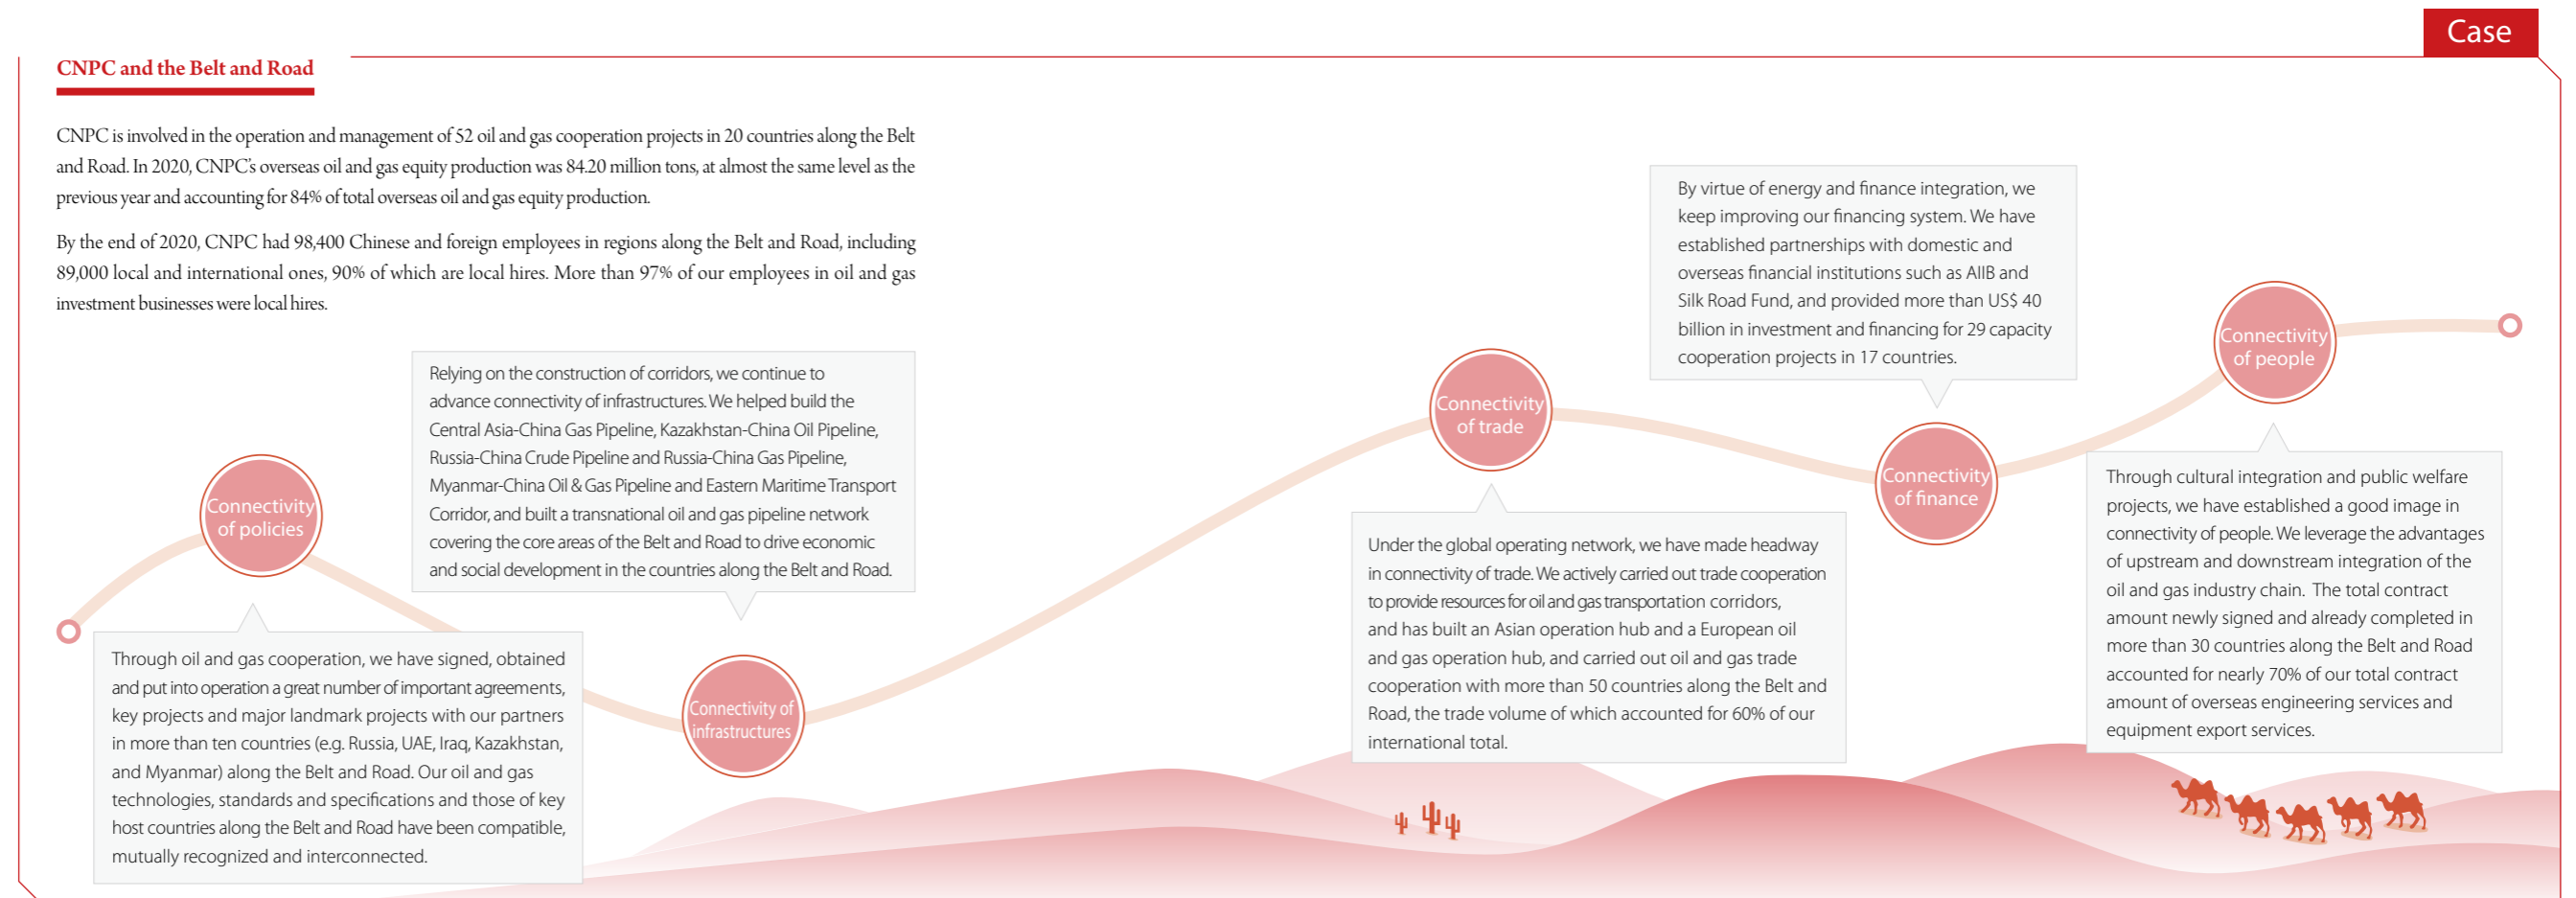 Case
CNPC and the Belt and Road
CNPC is involved in the operation and management of 52 oil and gas cooperation projects in 20 countries along the Belt
and Road. In 2020, CNPC's overseas oil and gas equity production was 84.20 million tons, at almost the same level as the
previous year and accounting for 84% of total overseas oil and gas equity production.
By the end of 2020, CNPC had 98,400 Chinese and foreign employees in regions along the Belt and Road, including
89,000 local and international ones, 90% of which are local hires. More than 97% of our employees in oil and gas
investment businesses were local hires.
Connectivity
of policies
Through oil and gas cooperation, we have signed, obtained
and put into operation a great number of important agreements,
key projects and major landmark projects with our partners
in more than ten countries (e.g. Russia, UAE, Iraq, Kazakhstan,
and Myanmar) along the Belt and Road. Our oil and gas
technologies, standards and specifications and those of key
host countries along the Belt and Road have been compatible,
mutually recognized and interconnected.
Relying on the construction of corridors, we continue to
advance connectivity of infrastructures. We helped build the
Central Asia-China Gas Pipeline, Kazakhstan-China Oil Pipeline,
Russia-China Crude Pipeline and Russia-China Gas Pipeline,
Myanmar-China Oil & Gas Pipeline and Eastern Maritime Transport
Corridor, and built a transnational oil and gas pipeline network
covering the core areas of the Belt and Road to drive economic
and social development in the countries along the Belt and Road.
Connectivity of
infrastructures
Connectivity
of trade
Under the global operating network, we have made headway
in connectivity of trade. We actively carried out trade cooperation
to provide resources for oil and gas transportation corridors,
and has built an Asian operation hub and a European oil
and gas operation hub, and carried out oil and gas trade
cooperation with more than 50 countries along the Belt and
Road, the trade volume of which accounted for 60% of our
international total.
By virtue of energy and finance integration, we
keep improving our financing system. We have
established partnerships with domestic and
overseas financial institutions such as AIIB and
Silk Road Fund, and provided more than US$ 40
billion in investment and financing for 29 capacity
cooperation projects in 17 countries.
Connectivity
of finance
Connectivity
of people
Through cultural integration and public welfare
projects, we have established a good image in
connectivity of people. We leverage the advantages
of upstream and downstream integration of the
oil and gas industry chain. The total contract
amount newly signed and already completed in
more than 30 countries along the Belt and Road
accounted for nearly 70% of our total contract
amount of overseas engineering services and
equipment export services.